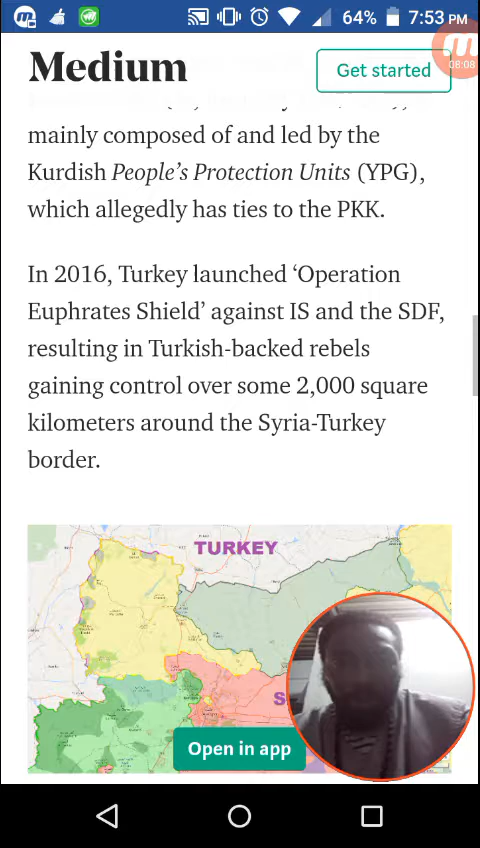 64% 7:53 PM
08:08
Medium
Get started
mainly composed of and led by the
Kurdish People’s Protection Units (YPG),
which allegedly has ties to the PKK.
In 2016, Turkey launched ‘Operation
Euphrates Shield’ against IS and the SDF,
resulting in Turkish-backed rebels
gaining control over some 2,000 square
kilometers around the Syria-Turkey
border.
TURKEY
Open in app